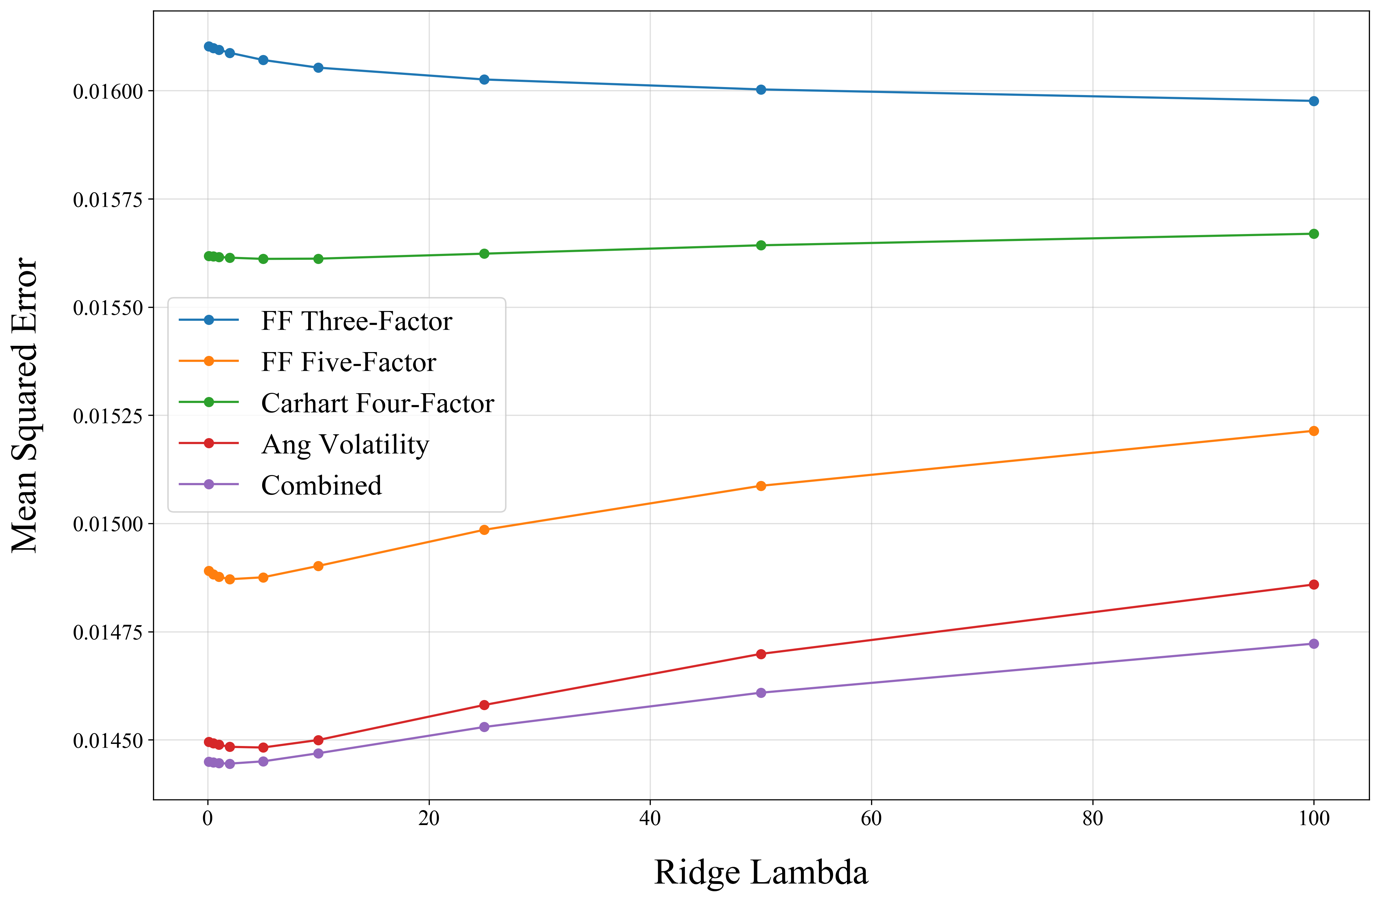 Mean Squared Error
0.01600
0.01575
0.01550
0.01525
0.01500
0.01475
0.01450
FF Three-Factor
FF Five-Factor
Carhart Four-Factor
Ang Volatility
Combined
0 20 40 60 80 100
Ridge Lambda